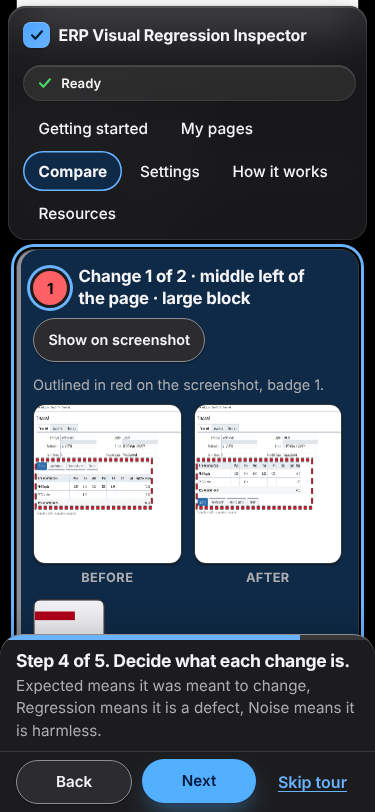 ERP Visual Regression Inspector
Ready
Getting started My pages
Compare Settings How it works
Resources
1 Change 1 of 2 · middle left of
the page · large block
Show on screenshot
Outlined in red on the screenshot, badge 1.
BEFORE AFTER
Step 4 of 5. Decide what each change is.
Expected means it was meant to change,
Regression means it is a defect, Noise means it
is harmless.
Back Next Skip tour